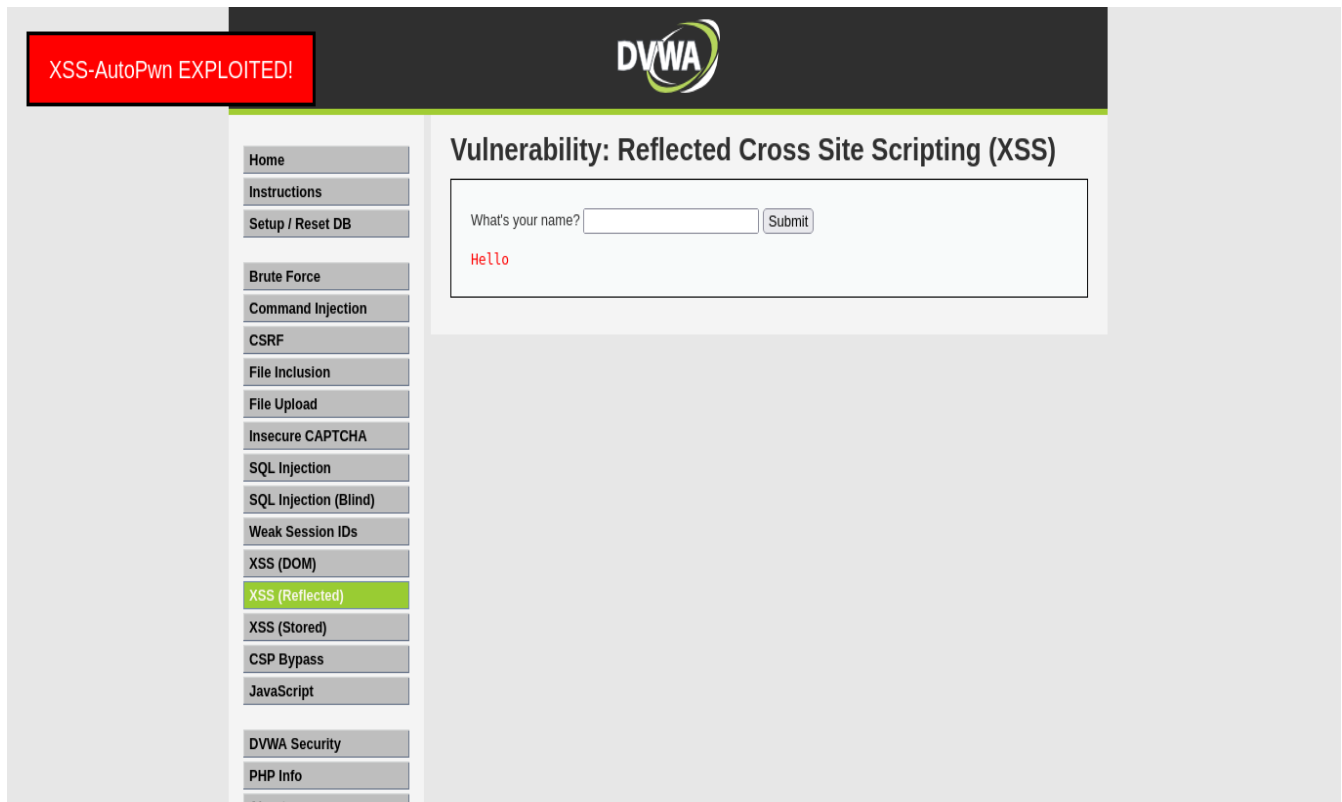 XSS-AutoPwn EXPLOITED!
DVWA
Home
Instructions
Setup / Reset DB
Brute Force
Command Injection
CSRF
File Inclusion
File Upload
Insecure CAPTCHA
SQL Injection
SQL Injection (Blind)
Weak Session IDs
XSS (DOM)
XSS (Reflected)
XSS (Stored)
CSP Bypass
JavaScript
DVWA Security
PHP Info
Vulnerability: Reflected Cross Site Scripting (XSS)
What's your name? Submit
Hello